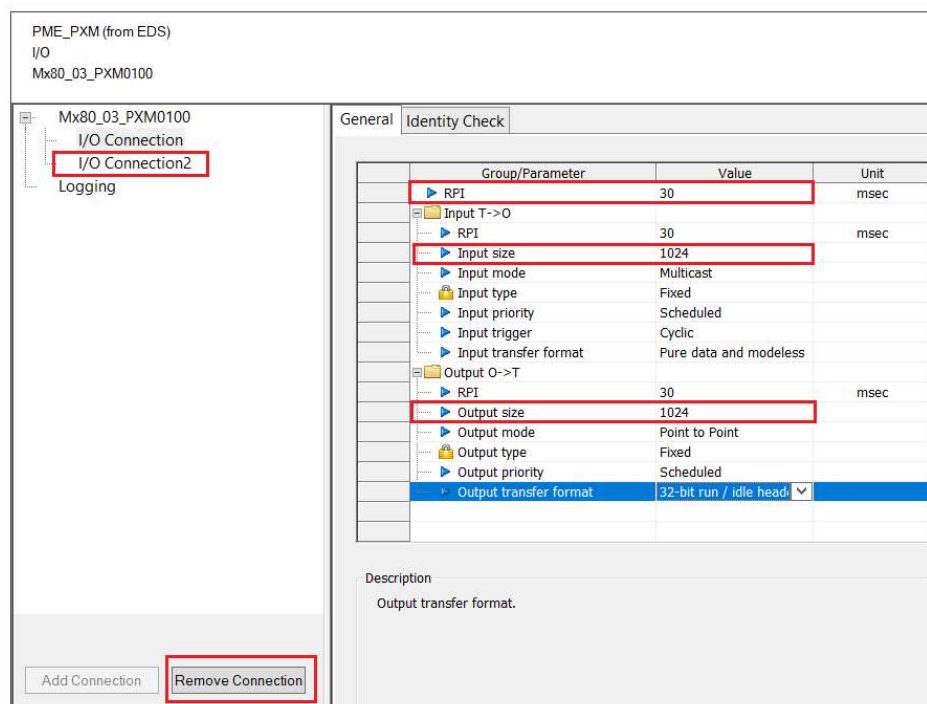 PME_PXM (from EDS)
I/O
Mx80_03_PXM0100
Mx80_03_PXM0100
I/O Connection
I/O Connection2
Logging
Add Connection Remove Connection
General Identity Check
Group/Parameter Value Unit
RPI 30 msec
Input T->O
RPI 30 msec
Input size 1024
Input mode Multicast
Input type Fixed
Input priority Scheduled
Input trigger Cyclic
Input transfer format Pure data and modeless
Output O->T
RPI 30 msec
Output size 1024
Output mode Point to Point
Output type Fixed
Output priority Scheduled
Output transfer format 32-bit run / idle head
Description
Output transfer format.